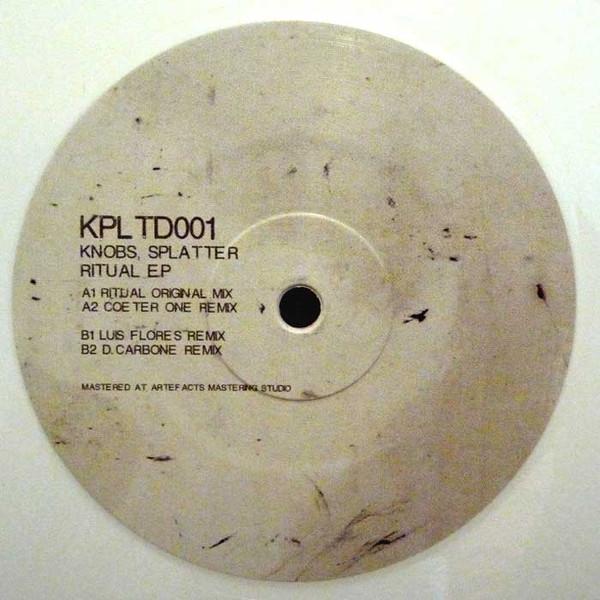 KPLTD001
KNOBS, SPLATTER
RITUAL E.P
A1 RITUAL ORIGINAL MIX
A2 COETER ONE REMIX
B1 LUIS FLORES REMIX
B2 D.CARBONE REMIX
MASTERED AT ARTEFACTS MASTERING STUDIO